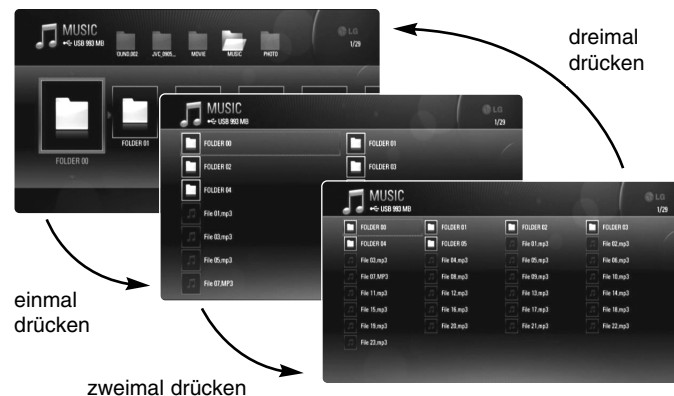 MUSIC
USB 993 MB
OUND.002
JVC_0905...
MOVIE
MUSIC
PHOTO
LG
1/29
FOLDER 00
FOLDER 01
MUSIC
USB 993 MB
LG
1/29
FOLDER 00
FOLDER 01
FOLDER 02
FOLDER 03
FOLDER 04
File 01.mp3
File 03.mp3
File 05.mp3
File 07.MP3
MUSIC
USB 993 MB
LG
1/29
FOLDER 00 FOLDER 01 FOLDER 02 FOLDER 03
FOLDER 04 FOLDER 05 File 01.mp3 File 02.mp3
File 03.mp3 File 04.mp3 File 05.mp3 File 06.mp3
File 07.MP3 File 08.mp3 File 09.mp3 File 10.mp3
File 11.mp3 File 12.mp3 File 13.mp3 File 14.mp3
File 15.mp3 File 16.mp3 File 17.mp3 File 18.mp3
File 19.mp3 File 20.mp3 File 21.mp3 File 22.mp3
File 23.mp3
dreimal
drücken
einmal
drücken
zweimal drücken